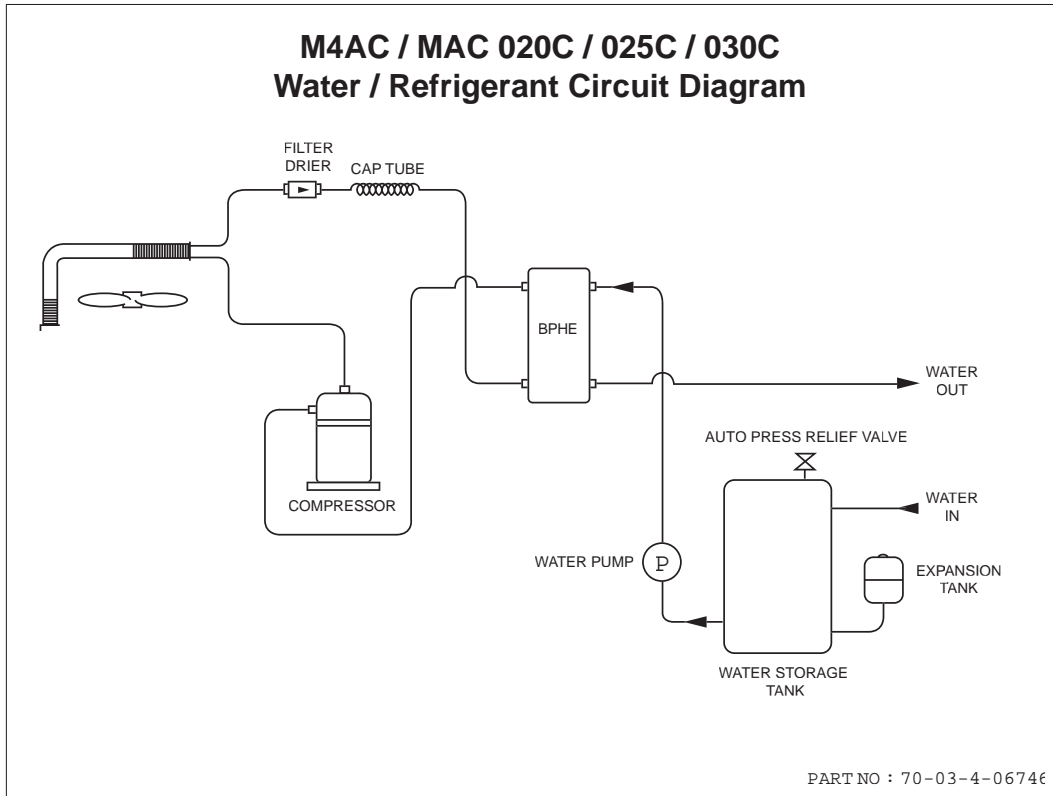 M4AC / MAC 020C / 025C / 030C
Water / Refrigerant Circuit Diagram
FILTER
DRIER
CAP TUBE
BPHE
WATER
OUT
AUTO PRESS RELIEF VALVE
COMPRESSOR
WATER
IN
WATER PUMP
P
EXPANSION
TANK
WATER STORAGE
TANK
PART NO : 70-03-4-06746